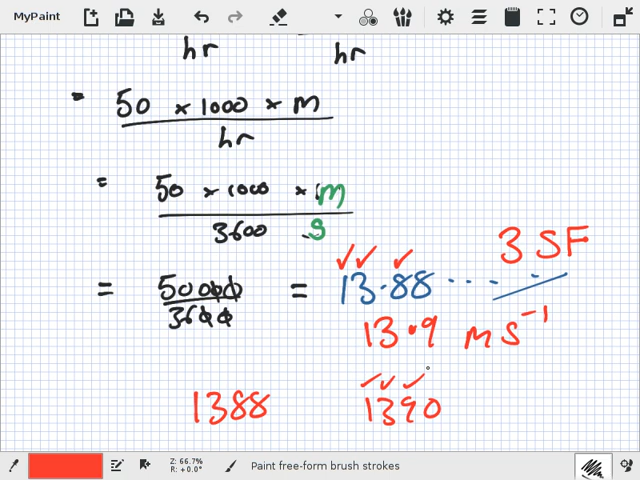 MyPaint
hr hr
= 50 × 1000 × m
hr
= 50 × 1000 × m
3600 s
3 SF
= 50000 = 13.88 ...
3600
13.9 m s⁻¹
1388 1390
Z: 66.7%
R: +0.0°
Paint free-form brush strokes